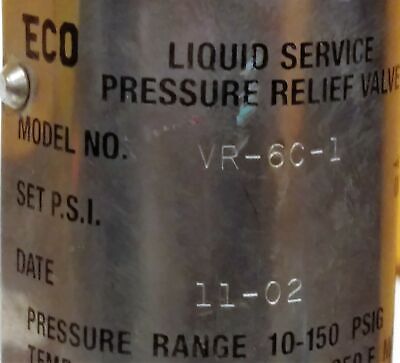 ECO
LIQUID SERVICE
PRESSURE RELIEF VALVE
MODEL NO. VR-6C-1
SET P.S.I.
DATE 11-02
PRESSURE RANGE 10-150 PSIG